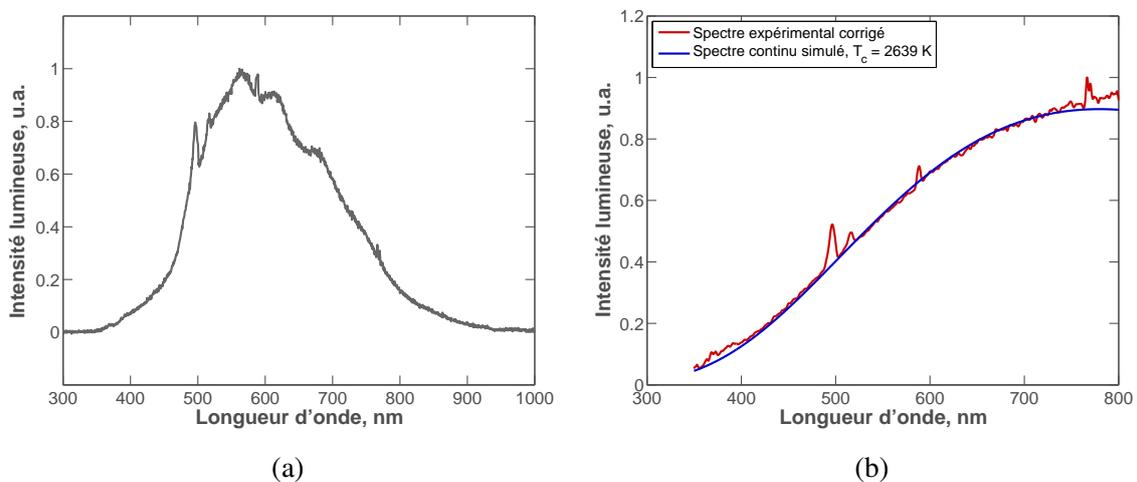 1
0.8
0.6
0.4
0.2
0
300 400 500 600 700 800 900 1000
Longueur d’onde, nm
Intensité lumineuse, u.a.
(a)
1.2
1
0.8
0.6
0.4
0.2
0
300 400 500 600 700 800
Longueur d’onde, nm
Intensité lumineuse, u.a.
Spectre expérimental corrigé
Spectre continu simulé, T_c = 2639 K
(b)